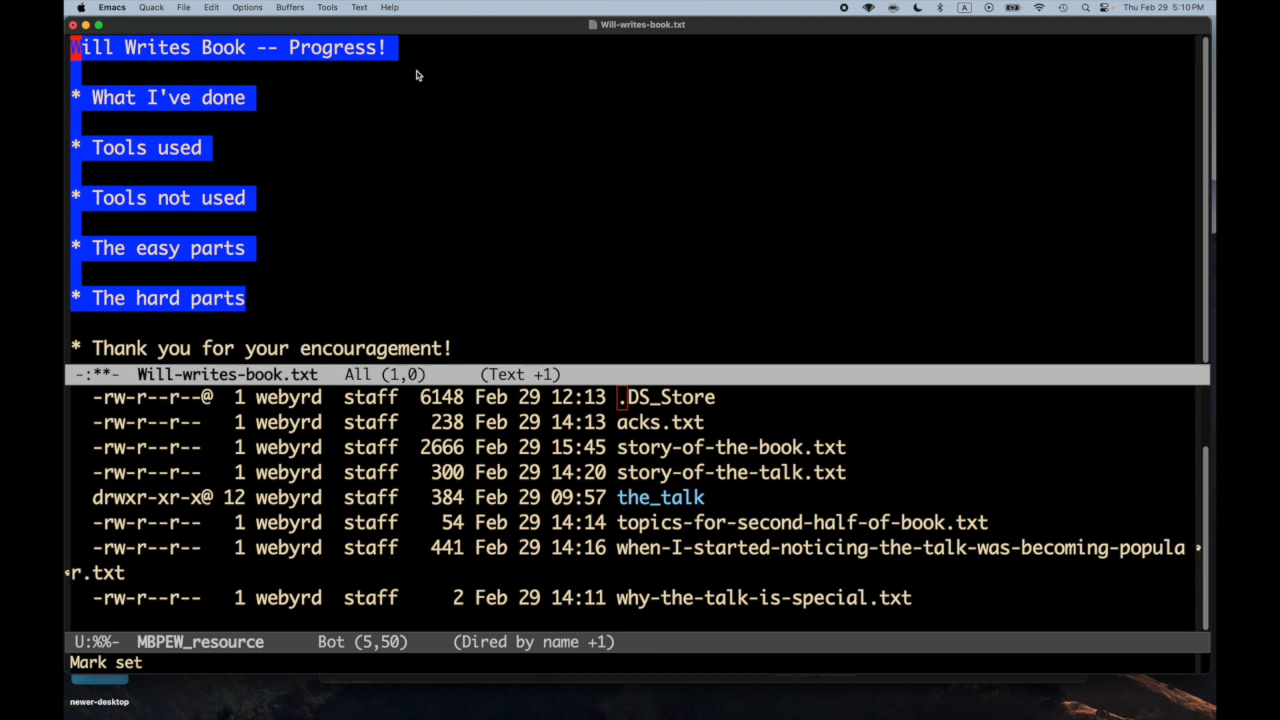 Emacs Quack File Edit Options Buffers Tools Text Help A Thu Feb 29 5:10 PM
Will-writes-book.txt
Will Writes Book -- Progress!
* What I've done
* Tools used
* Tools not used
* The easy parts
* The hard parts
* Thank you for your encouragement!
-:**- Will-writes-book.txt All (1,0) (Text +1)
-rw-r--r--@ 1 webyrd staff 6148 Feb 29 12:13 .DS_Store
-rw-r--r-- 1 webyrd staff 238 Feb 29 14:13 acks.txt
-rw-r--r-- 1 webyrd staff 2666 Feb 29 15:45 story-of-the-book.txt
-rw-r--r-- 1 webyrd staff 300 Feb 29 14:20 story-of-the-talk.txt
drwxr-xr-x@ 12 webyrd staff 384 Feb 29 09:57 the_talk
-rw-r--r-- 1 webyrd staff 54 Feb 29 14:14 topics-for-second-half-of-book.txt
-rw-r--r-- 1 webyrd staff 441 Feb 29 14:16 when-I-started-noticing-the-talk-was-becoming-popula
r.txt
-rw-r--r-- 1 webyrd staff 2 Feb 29 14:11 why-the-talk-is-special.txt
U:%%- MBPEW_resource Bot (5,50) (Dired by name +1)
Mark set
newer-desktop